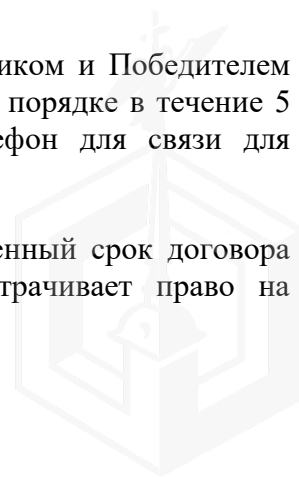 иком и Победителем
порядке в течение 5
ефон для связи для
енный срок договора
трачивает право на